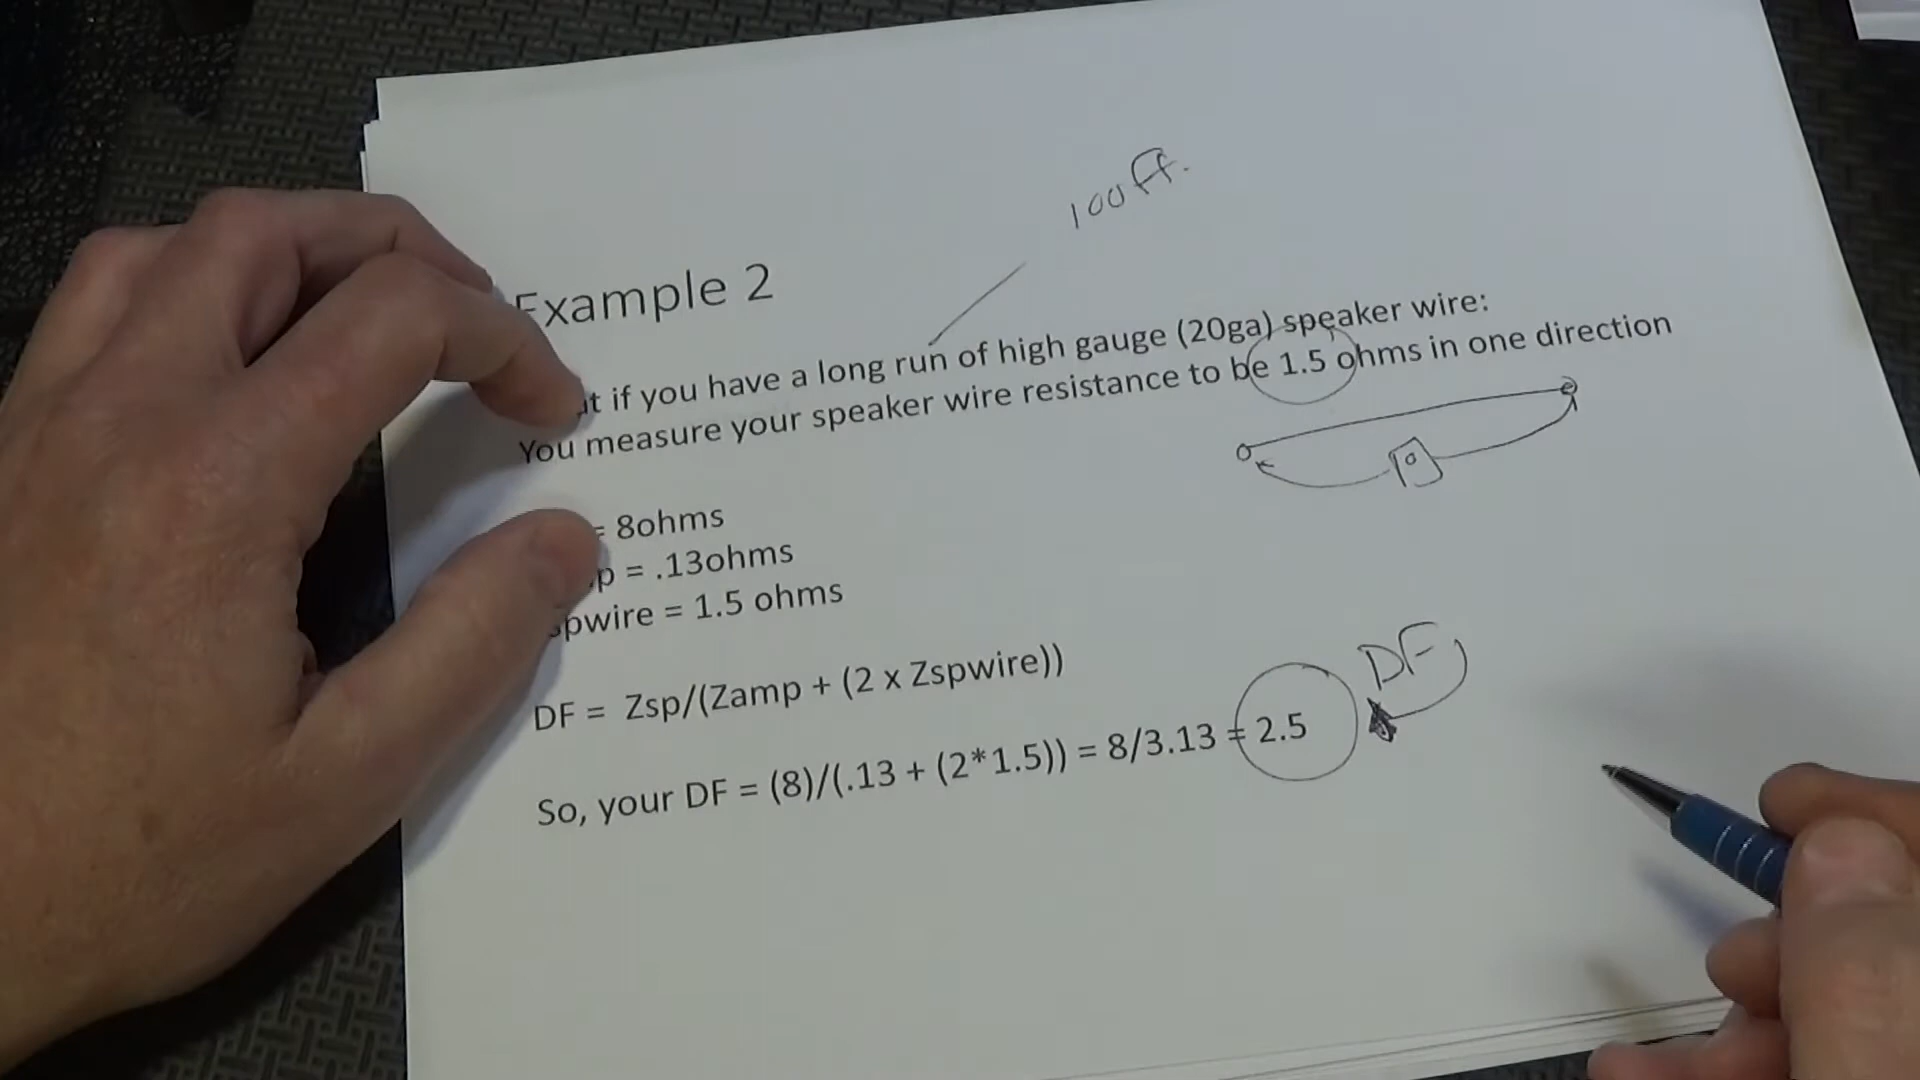 100 ft.
Example 2
if you have a long run of high gauge (20ga) speaker wire:
You measure your speaker wire resistance to be 1.5 ohms in one direction
= 8ohms
p = .13ohms
spwire = 1.5 ohms
DF = Zsp/(Zamp + (2 x Zspwire))
DF
So, your DF = (8)/(.13 + (2*1.5)) = 8/3.13 = 2.5